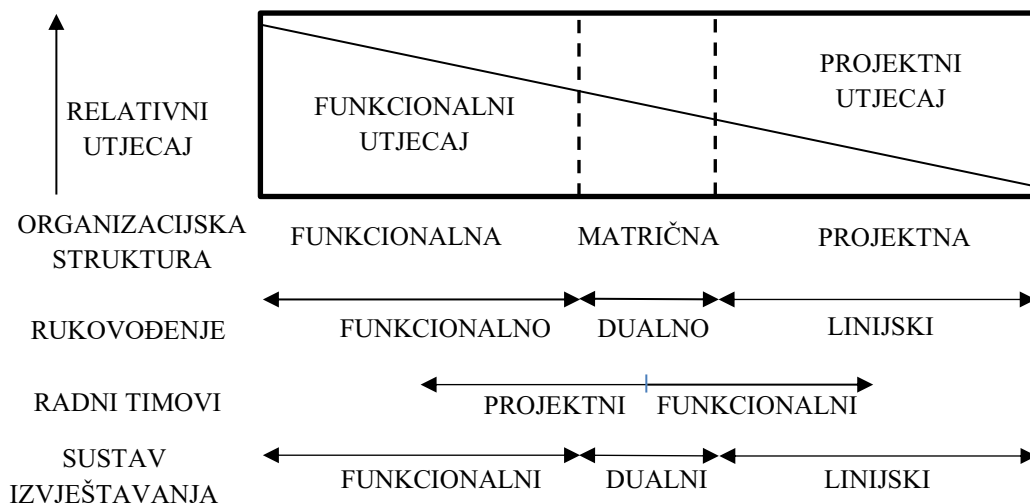 RELATIVNI
UTJECAJ
FUNKCIONALNI
UTJECAJ
PROJEKTNI
UTJECAJ
ORGANIZACIJSKA
STRUKTURA
FUNKCIONALNA
MATRIČNA
PROJEKTNA
RUKOVOĐENJE
FUNKCIONALNO
DUALNO
LINIJSKI
RADNI TIMOVI
PROJEKTNI
FUNKCIONALNI
SUSTAV
IZVJEŠTAVANJA
FUNKCIONALNI
DUALNI
LINIJSKI